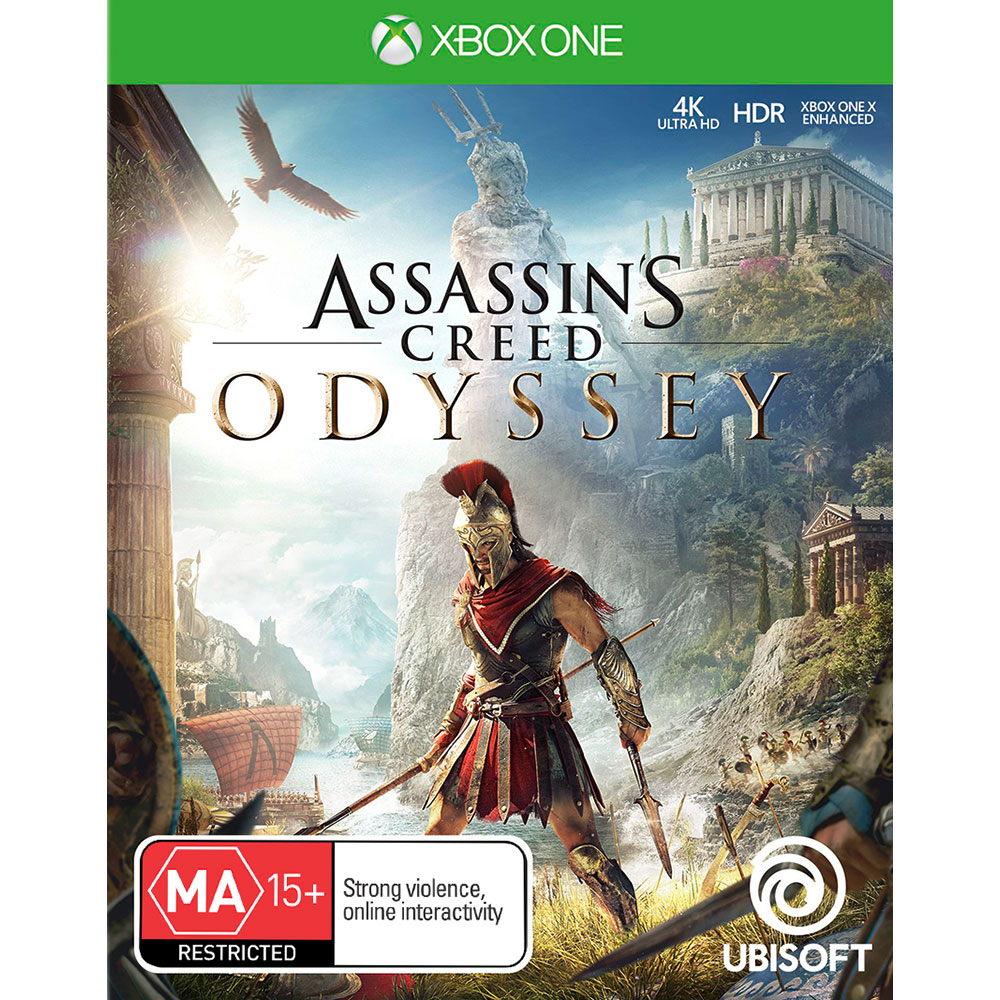 XBOX ONE
4K
ULTRA HD
HDR
XBOX ONE X
ENHANCED
ASSASSIN'S
CREED
ODYSSEY
MA 15+
RESTRICTED
Strong violence,
online interactivity
UBISOFT